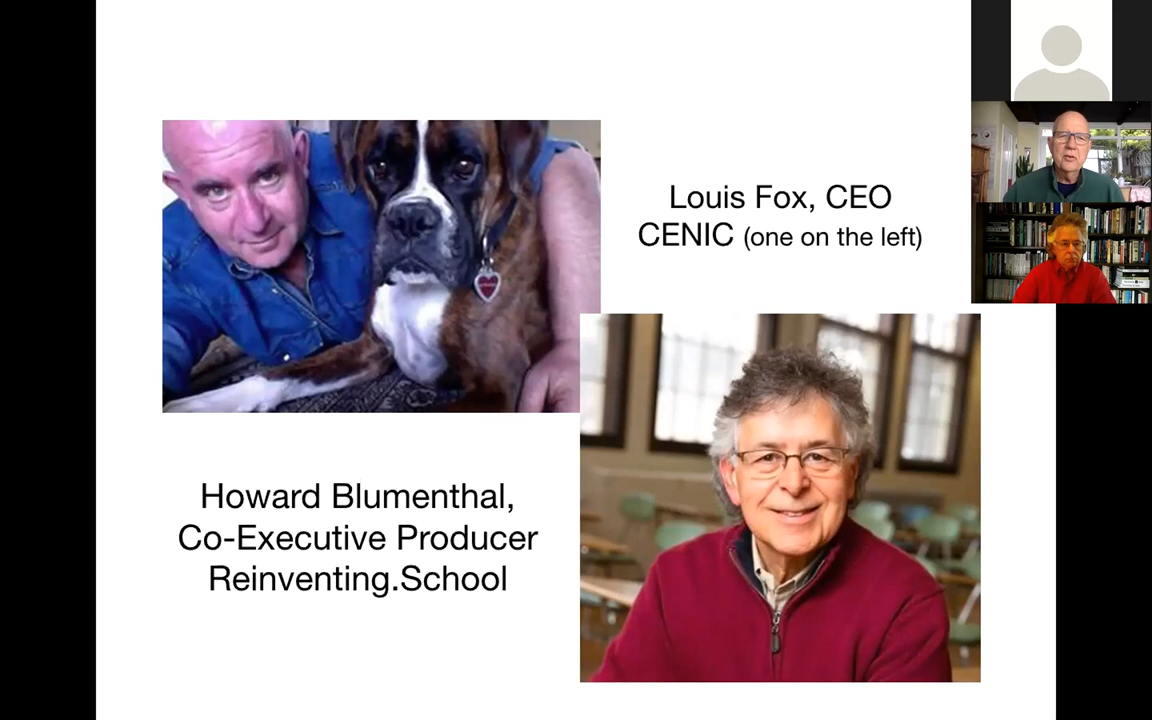 Louis Fox, CEO
CENIC (one on the left)
Howard Blumenthal,
Co-Executive Producer
Reinventing.School